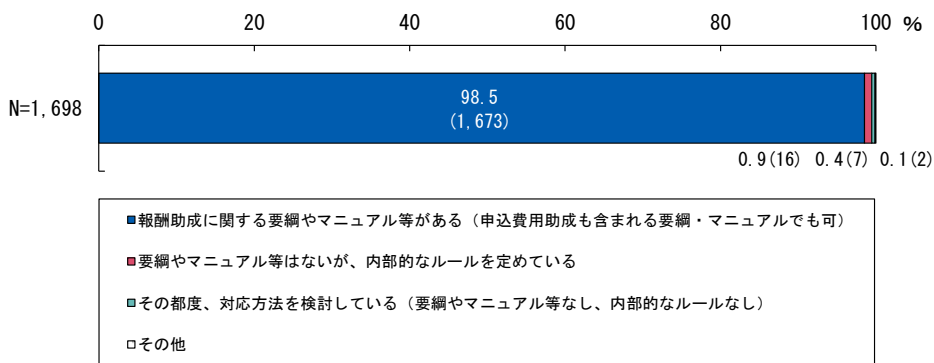 0 20 40 60 80 100 %
N=1,698
98.5
(1,673)
0.9(16) 0.4(7) 0.1(2)
■報酬助成に関する要綱やマニュアル等がある（申込費用助成も含まれる要綱・マニュアルでも可）
■要綱やマニュアル等はないが、内部的なルールを定めている
■その都度、対応方法を検討している（要綱やマニュアル等なし、内部的なルールなし）
□その他